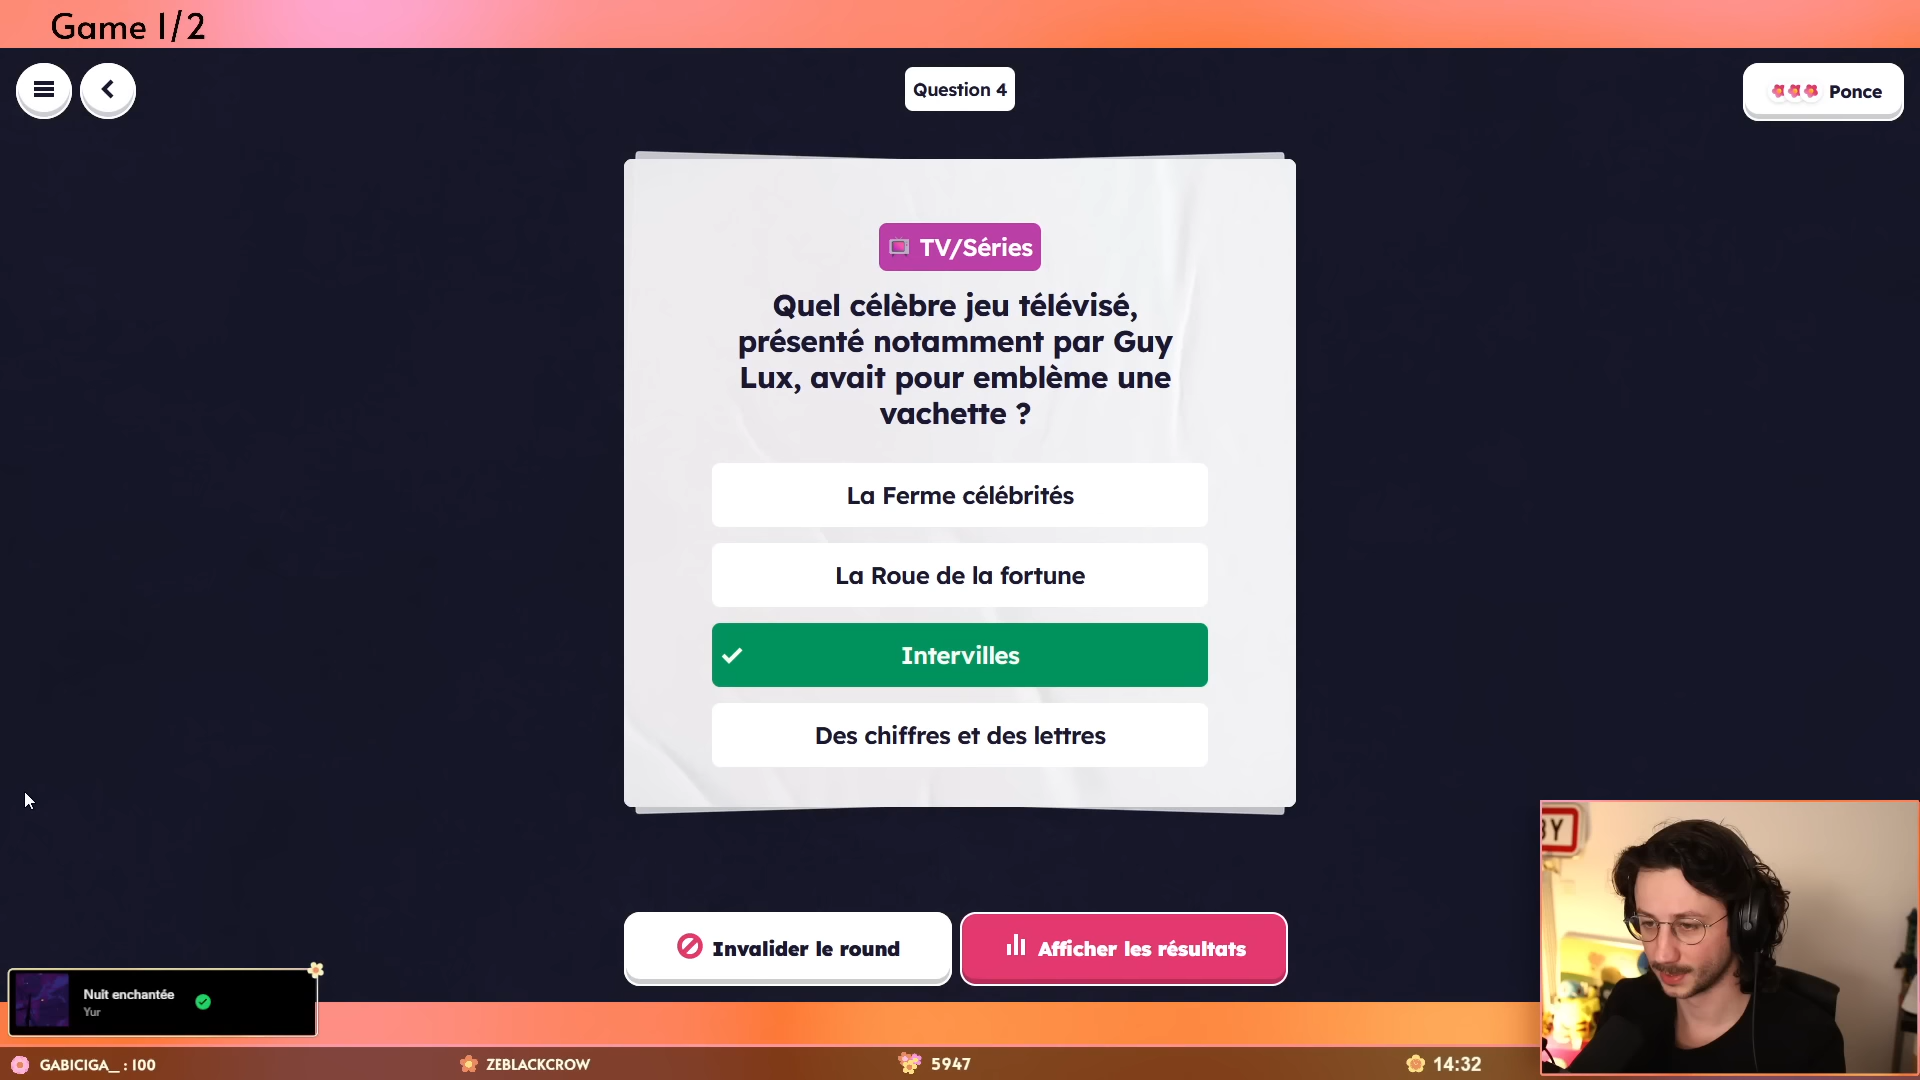 Game 1/2
Question 4
Ponce
TV/Séries
Quel célèbre jeu télévisé,
présenté notamment par Guy
Lux, avait pour emblème une
vachette ?
La Ferme célébrités
La Roue de la fortune
Intervilles
Des chiffres et des lettres
Invalider le round
Afficher les résultats
Nuit enchantée
Yur
GABICIGA_ : 100
ZEBLACKCROW
5947
14:32
BY